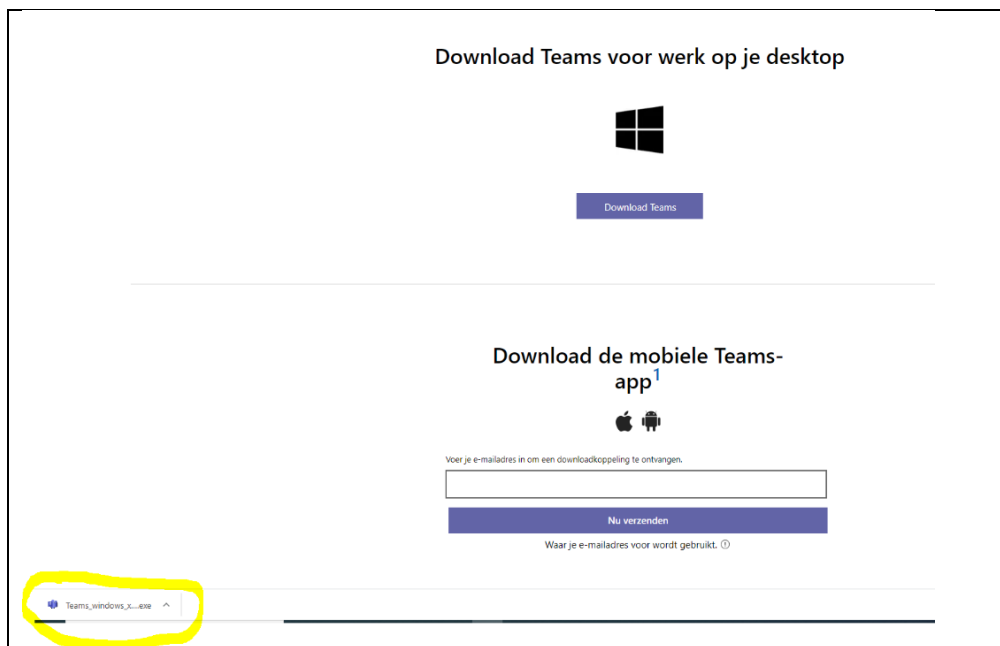 Download Teams voor werk op je desktop
Download Teams
Download de mobiele Teams-
app1
Voer je e-mailadres in om een downloadkoppeling te ontvangen.
Nu verzenden
Waar je e-mailadres voor wordt gebruikt.
Teams_windows_x....exe